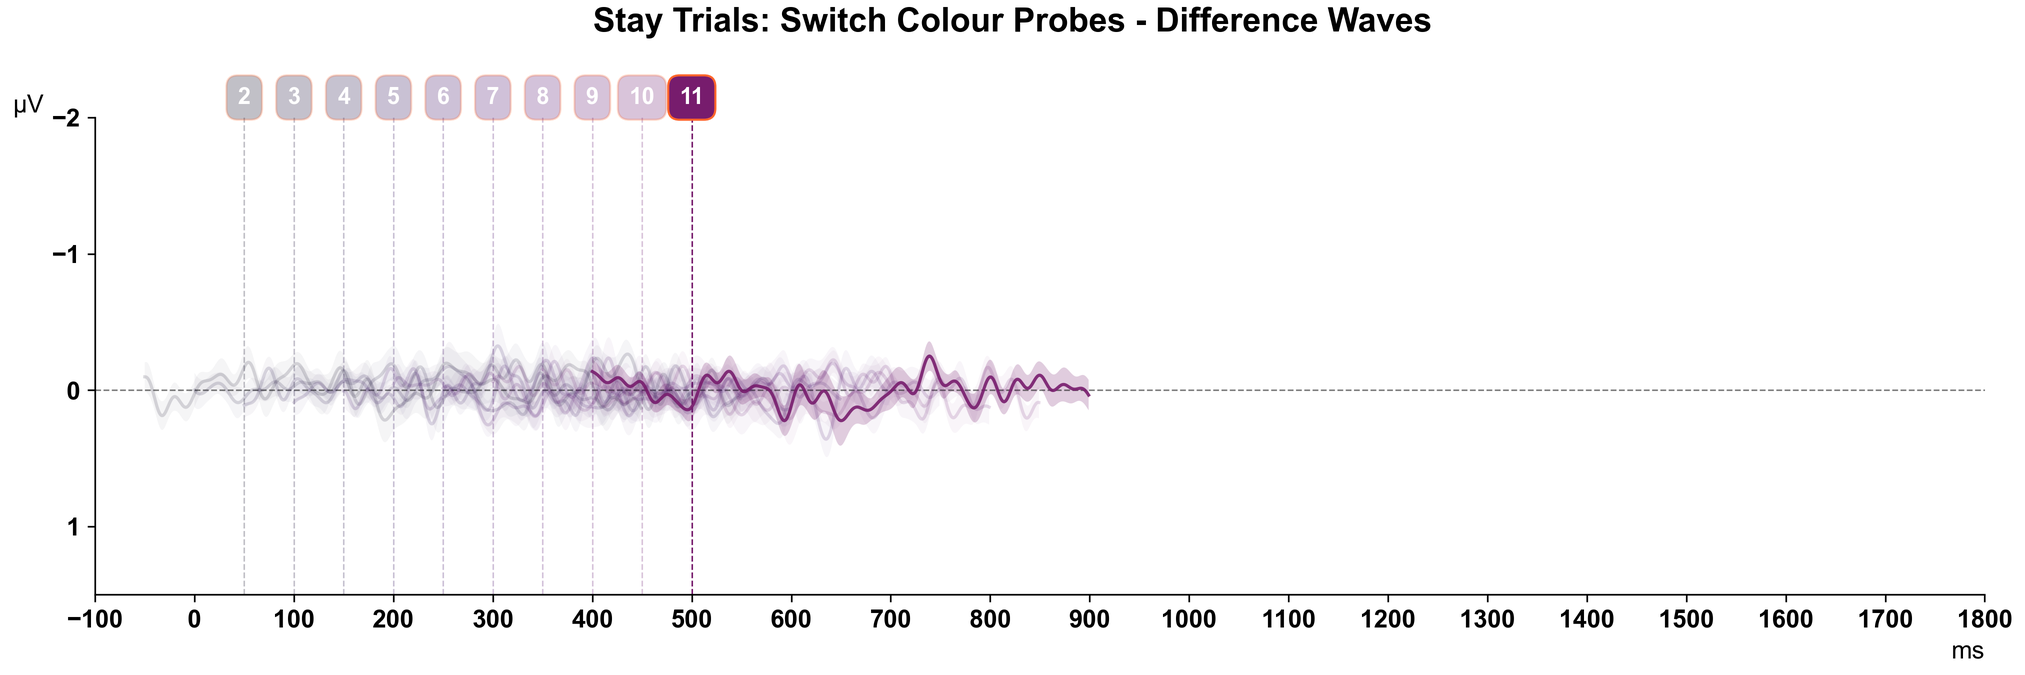 Stay Trials: Switch Colour Probes - Difference Waves
2 3 4 5 6 7 8 9 10 11
µV
−2
−1
0
1
−100 0 100 200 300 400 500 600 700 800 900 1000 1100 1200 1300 1400 1500 1600 1700 1800
ms